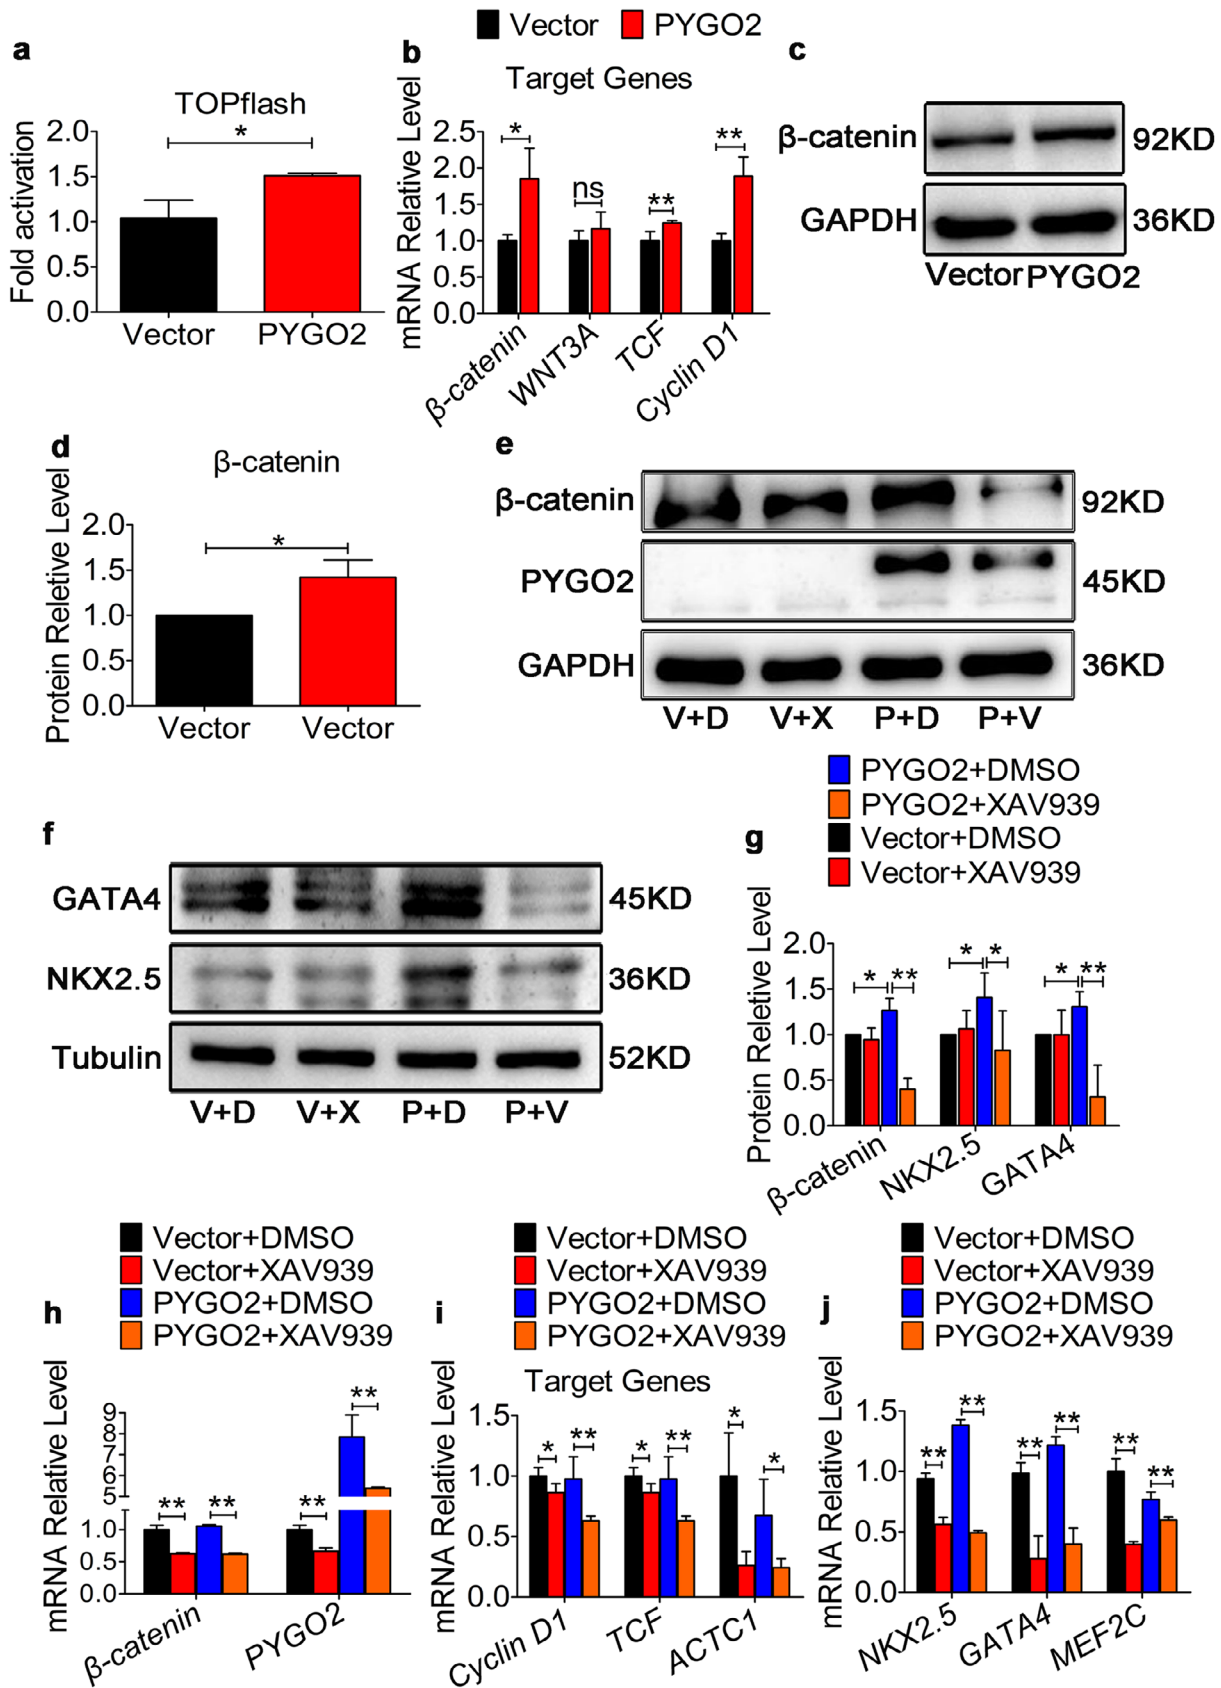 Vector PYGO2
a
TOPflash
Fold activation
2.0
1.5
1.0
0.5
0.0
*
Vector PYGO2
b
Target Genes
mRNA Relative Level
2.5
2.0
1.5
1.0
0.5
0.0
* ns ** **
β-catenin WNT3A TCF Cyclin D1
c
β-catenin 92KD
GAPDH 36KD
Vector PYGO2
d
β-catenin
Protein Reletive Level
2.0
1.5
1.0
0.5
0.0
*
Vector Vector
e
β-catenin 92KD
PYGO2 45KD
GAPDH 36KD
V+D V+X P+D P+V
f
GATA4 45KD
NKX2.5 36KD
Tubulin 52KD
V+D V+X P+D P+V
PYGO2+DMSO
PYGO2+XAV939
Vector+DMSO
Vector+XAV939
g
Protein Reletive Level
2.0
1.5
1.0
0.5
0.0
* ** * * * **
β-catenin NKX2.5 GATA4
Vector+DMSO
Vector+XAV939
PYGO2+DMSO
PYGO2+XAV939
h
mRNA Relative Level
9
8
7
6
5
1.0
0.5
0.0
** ** ** **
β-catenin PYGO2
Vector+DMSO
Vector+XAV939
PYGO2+DMSO
PYGO2+XAV939
i
Target Genes
mRNA Relative Level
1.5
1.0
0.5
0.0
* ** * ** * *
Cyclin D1 TCF ACTC1
Vector+DMSO
Vector+XAV939
PYGO2+DMSO
PYGO2+XAV939
j
mRNA Relative Level
1.5
1.0
0.5
0.0
** ** ** ** ** **
NKX2.5 GATA4 MEF2C